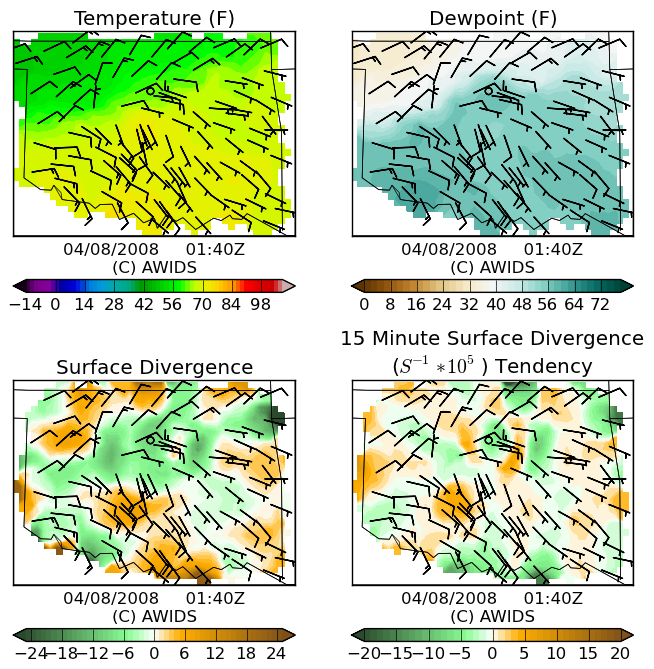 Temperature (F)
Dewpoint (F)
04/08/2008 01:40Z
(C) AWIDS
−14 0 14 28 42 56 70 84 98
04/08/2008 01:40Z
(C) AWIDS
0 8 16 24 32 40 48 56 64 72
Surface Divergence
15 Minute Surface Divergence
(S⁻¹ *10⁵ ) Tendency
04/08/2008 01:40Z
(C) AWIDS
−24 −18 −12 −6 0 6 12 18 24
04/08/2008 01:40Z
(C) AWIDS
−20 −15 −10 −5 0 5 10 15 20